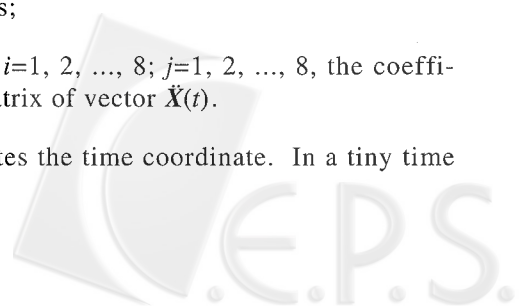 s;
i=1, 2, ..., 8; j=1, 2, ..., 8, the coeffi-
trix of vector Ẍ(t).
tes the time coordinate. In a tiny time
C.E.P.S.